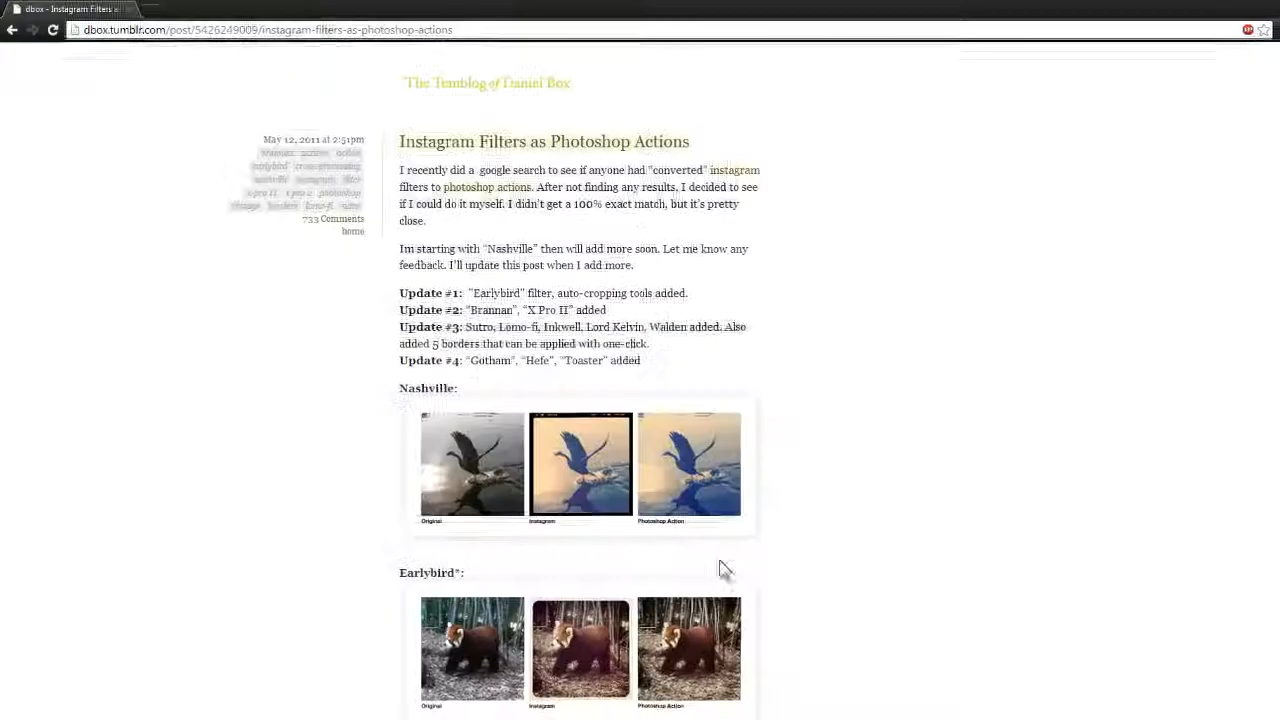 dbox - Instagram Filters a
dbox.tumblr.com/post/5426249009/instagram-filters-as-photoshop-actions
The Tumblog of Daniel Box
May 12, 2011 at 2:51pm
733 Comments
home
Instagram Filters as Photoshop Actions
I recently did a google search to see if anyone had "converted" instagram
filters to photoshop actions. After not finding any results, I decided to see
if I could do it myself. I didn't get a 100% exact match, but it's pretty
close.
Im starting with "Nashville" then will add more soon. Let me know any
feedback. I'll update this post when I add more.
Update #1: "Earlybird" filter, auto-cropping tools added.
Update #2: "Brannan", "X Pro II" added
Update #3: Sutro, Lomo-fi, Inkwell, Lord Kelvin, Walden added. Also
added 5 borders that can be applied with one-click.
Update #4: "Gotham", "Hefe", "Toaster" added
Nashville:
Original Instagram Photoshop Action
Earlybird*:
Original Instagram Photoshop Action